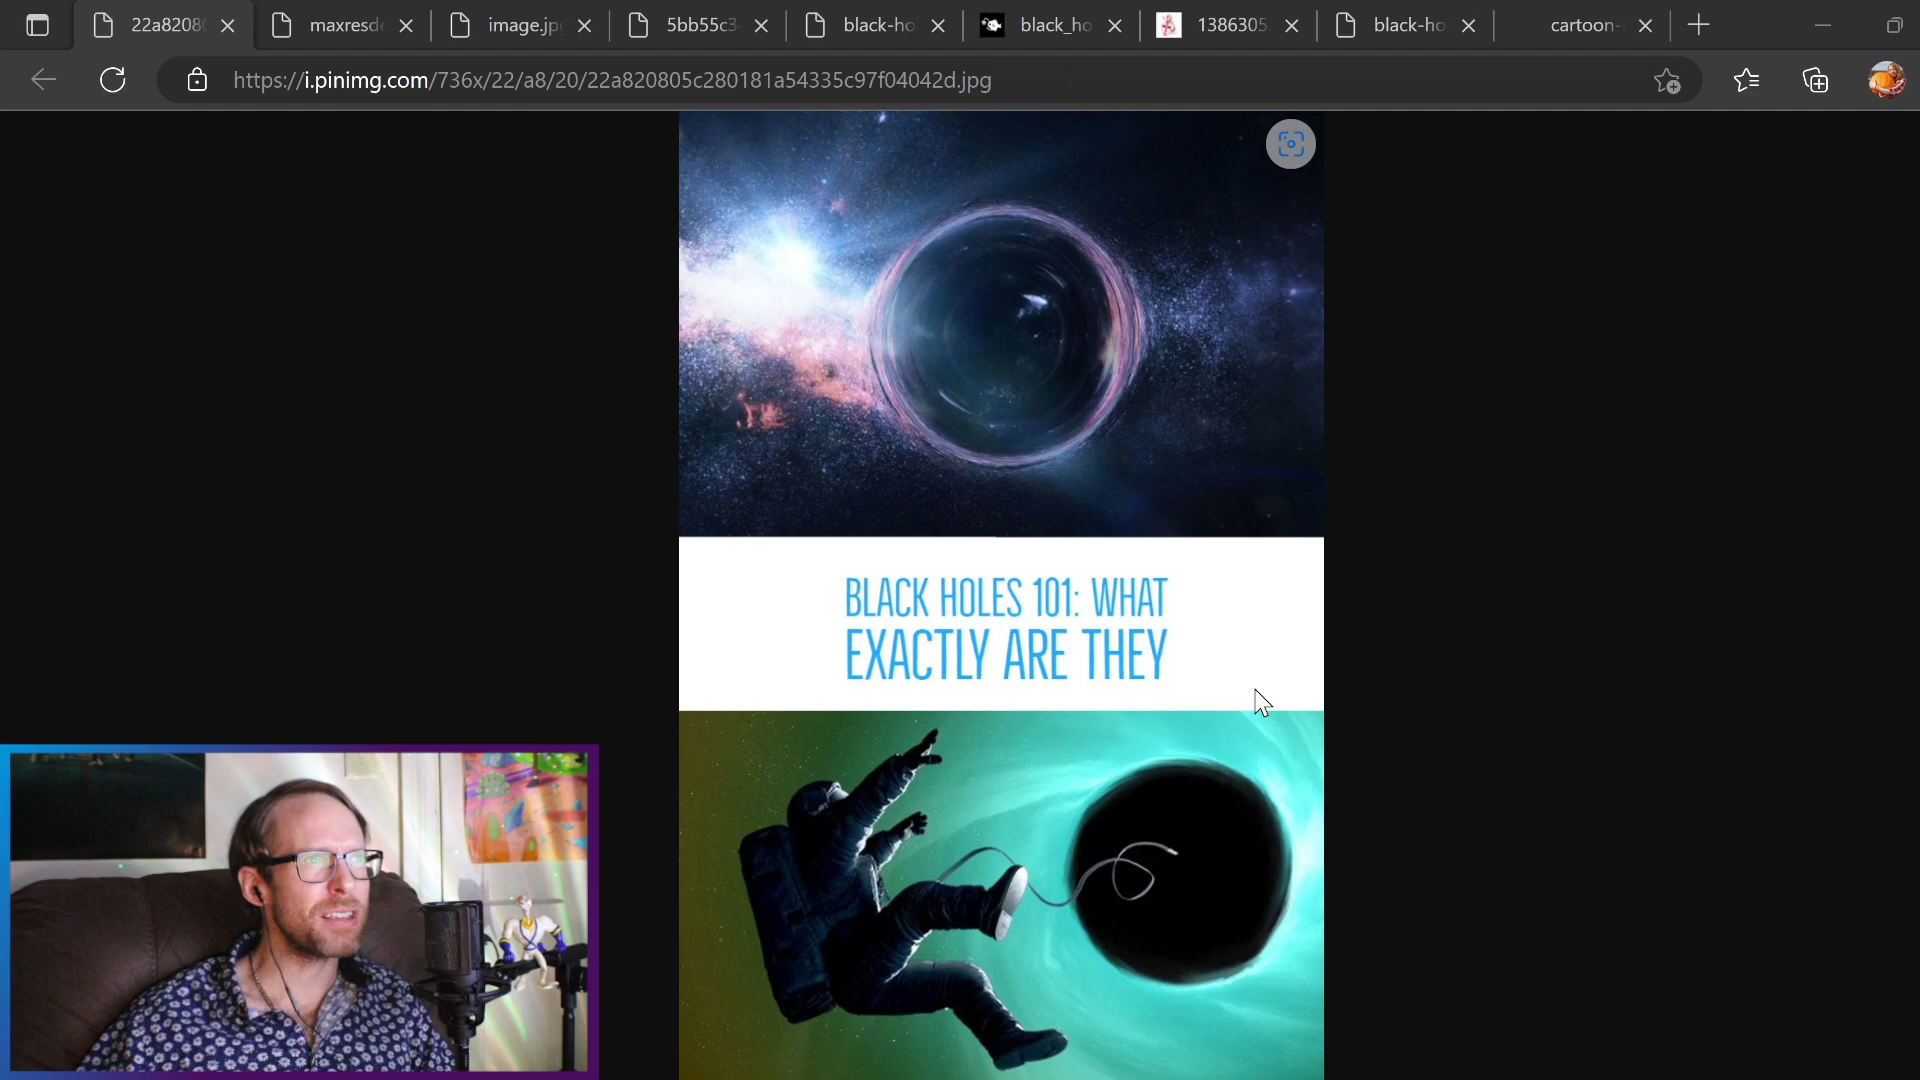 22a8208
maxresd
image.jp
5bb55c3
black-ho
black_ho
1386305
black-ho
cartoon-
https://i.pinimg.com/736x/22/a8/20/22a820805c280181a54335c97f04042d.jpg
BLACK HOLES 101: WHAT
EXACTLY ARE THEY